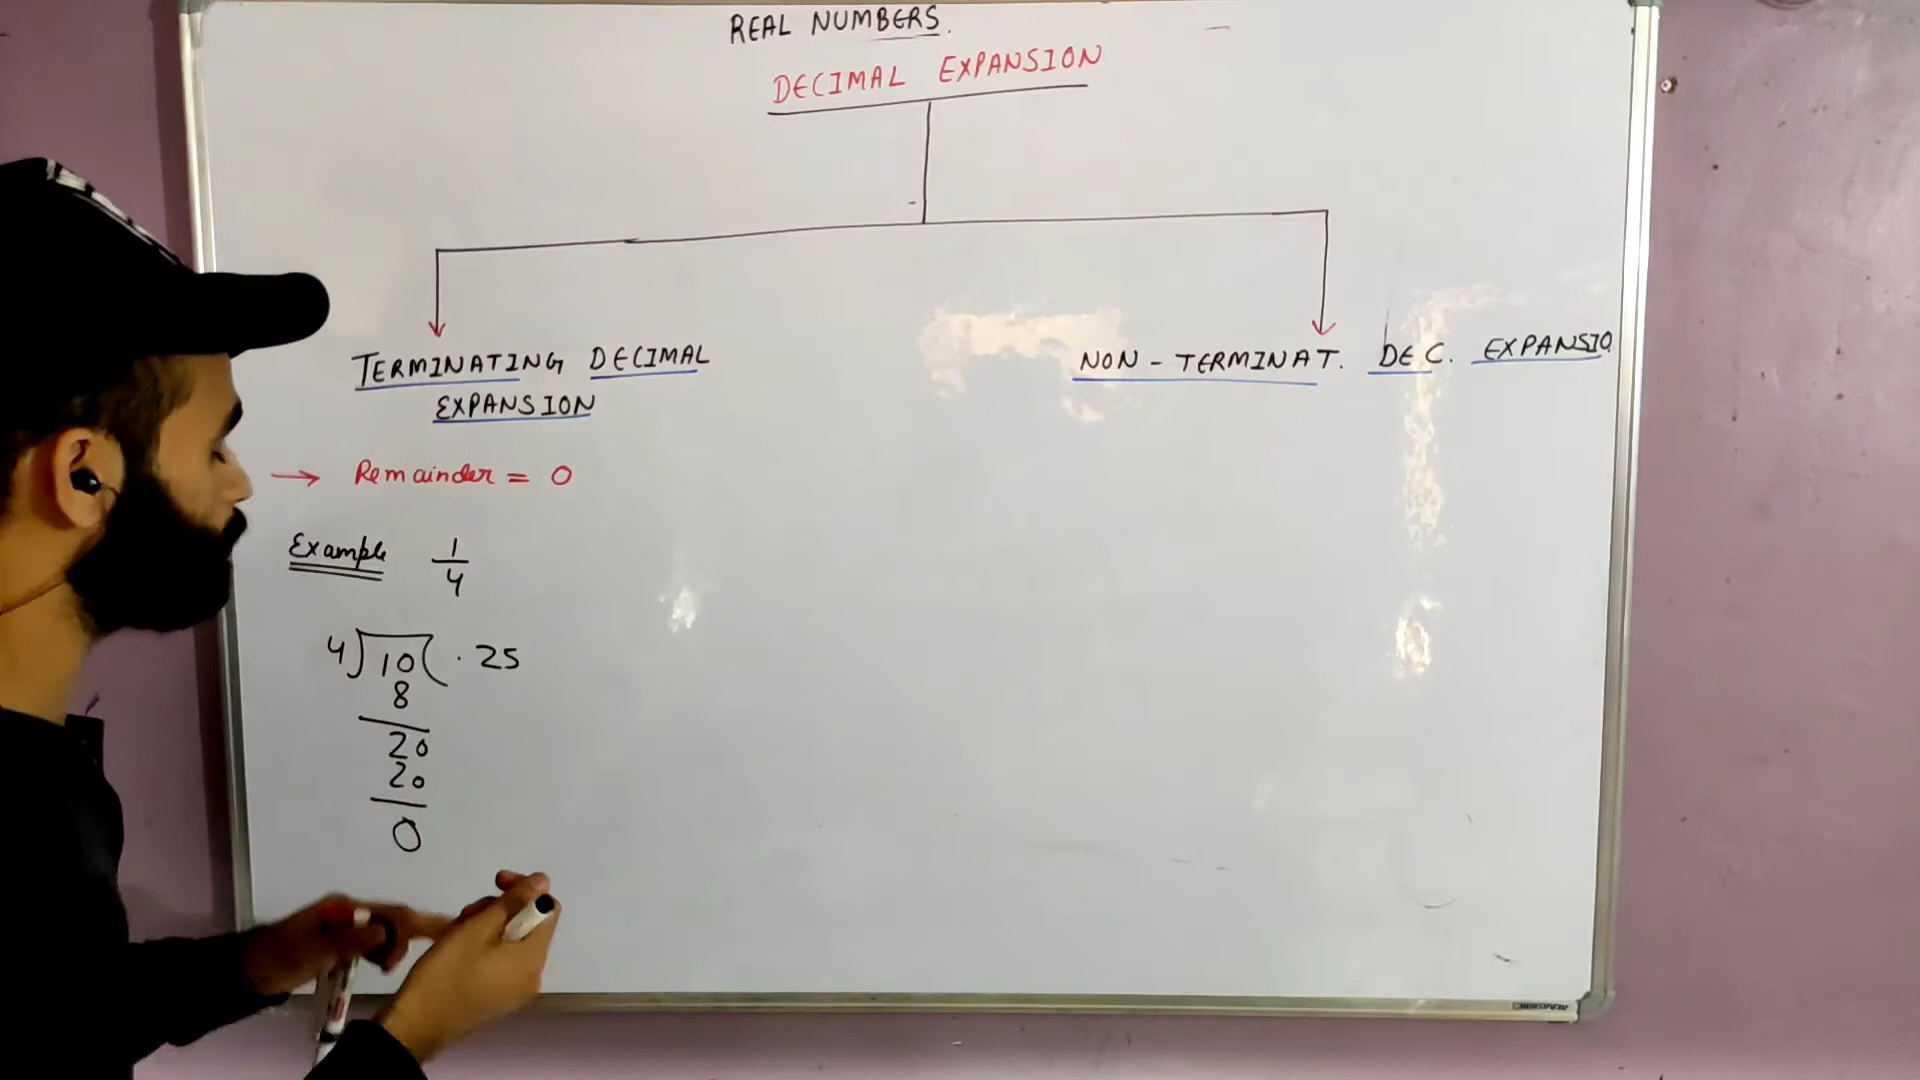 REAL NUMBERS.
DECIMAL EXPANSION
TERMINATING DECIMAL
EXPANSION
NON - TERMINAT. DEC. EXPANSIO
→ Remainder = 0
Example 1/4
4)10( .25
8
20
20
0